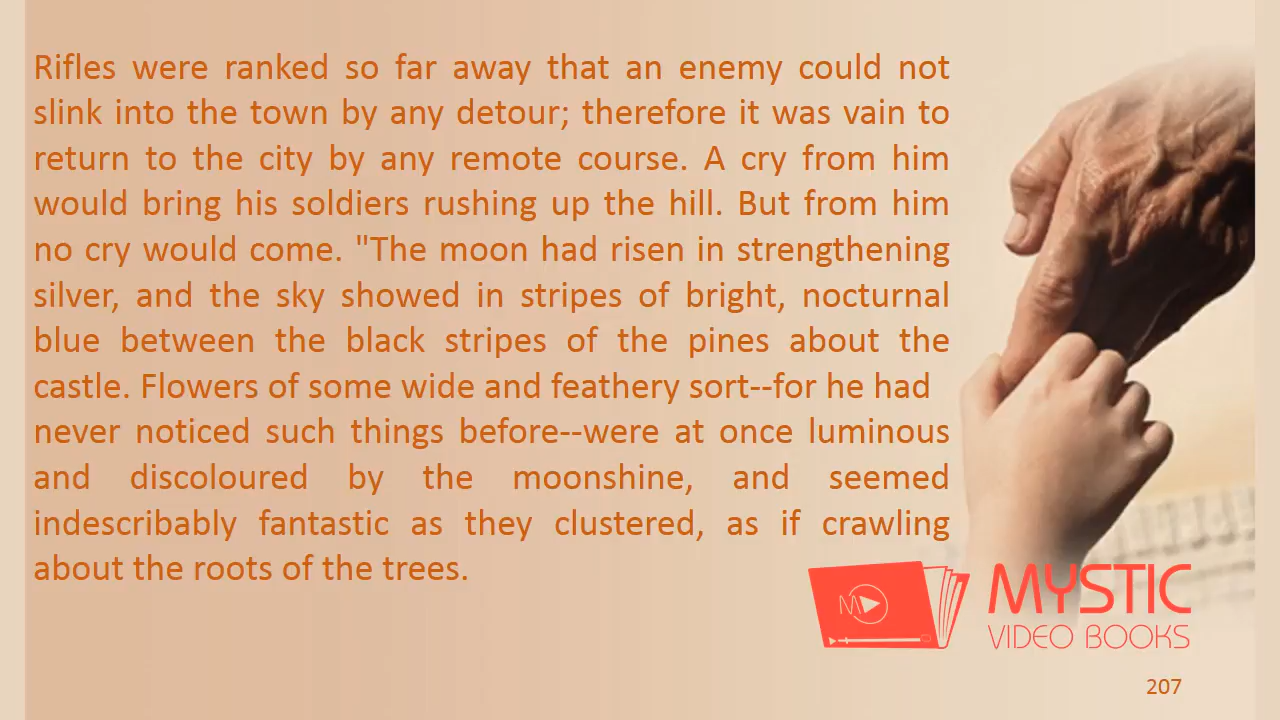 Rifles were ranked so far away that an enemy could not
slink into the town by any detour; therefore it was vain to
return to the city by any remote course. A cry from him
would bring his soldiers rushing up the hill. But from him
no cry would come. "The moon had risen in strengthening
silver, and the sky showed in stripes of bright, nocturnal
blue between the black stripes of the pines about the
castle. Flowers of some wide and feathery sort--for he had
never noticed such things before--were at once luminous
and discoloured by the moonshine, and seemed
indescribably fantastic as they clustered, as if crawling
about the roots of the trees.
M
MYSTIC
VIDEO BOOKS
207